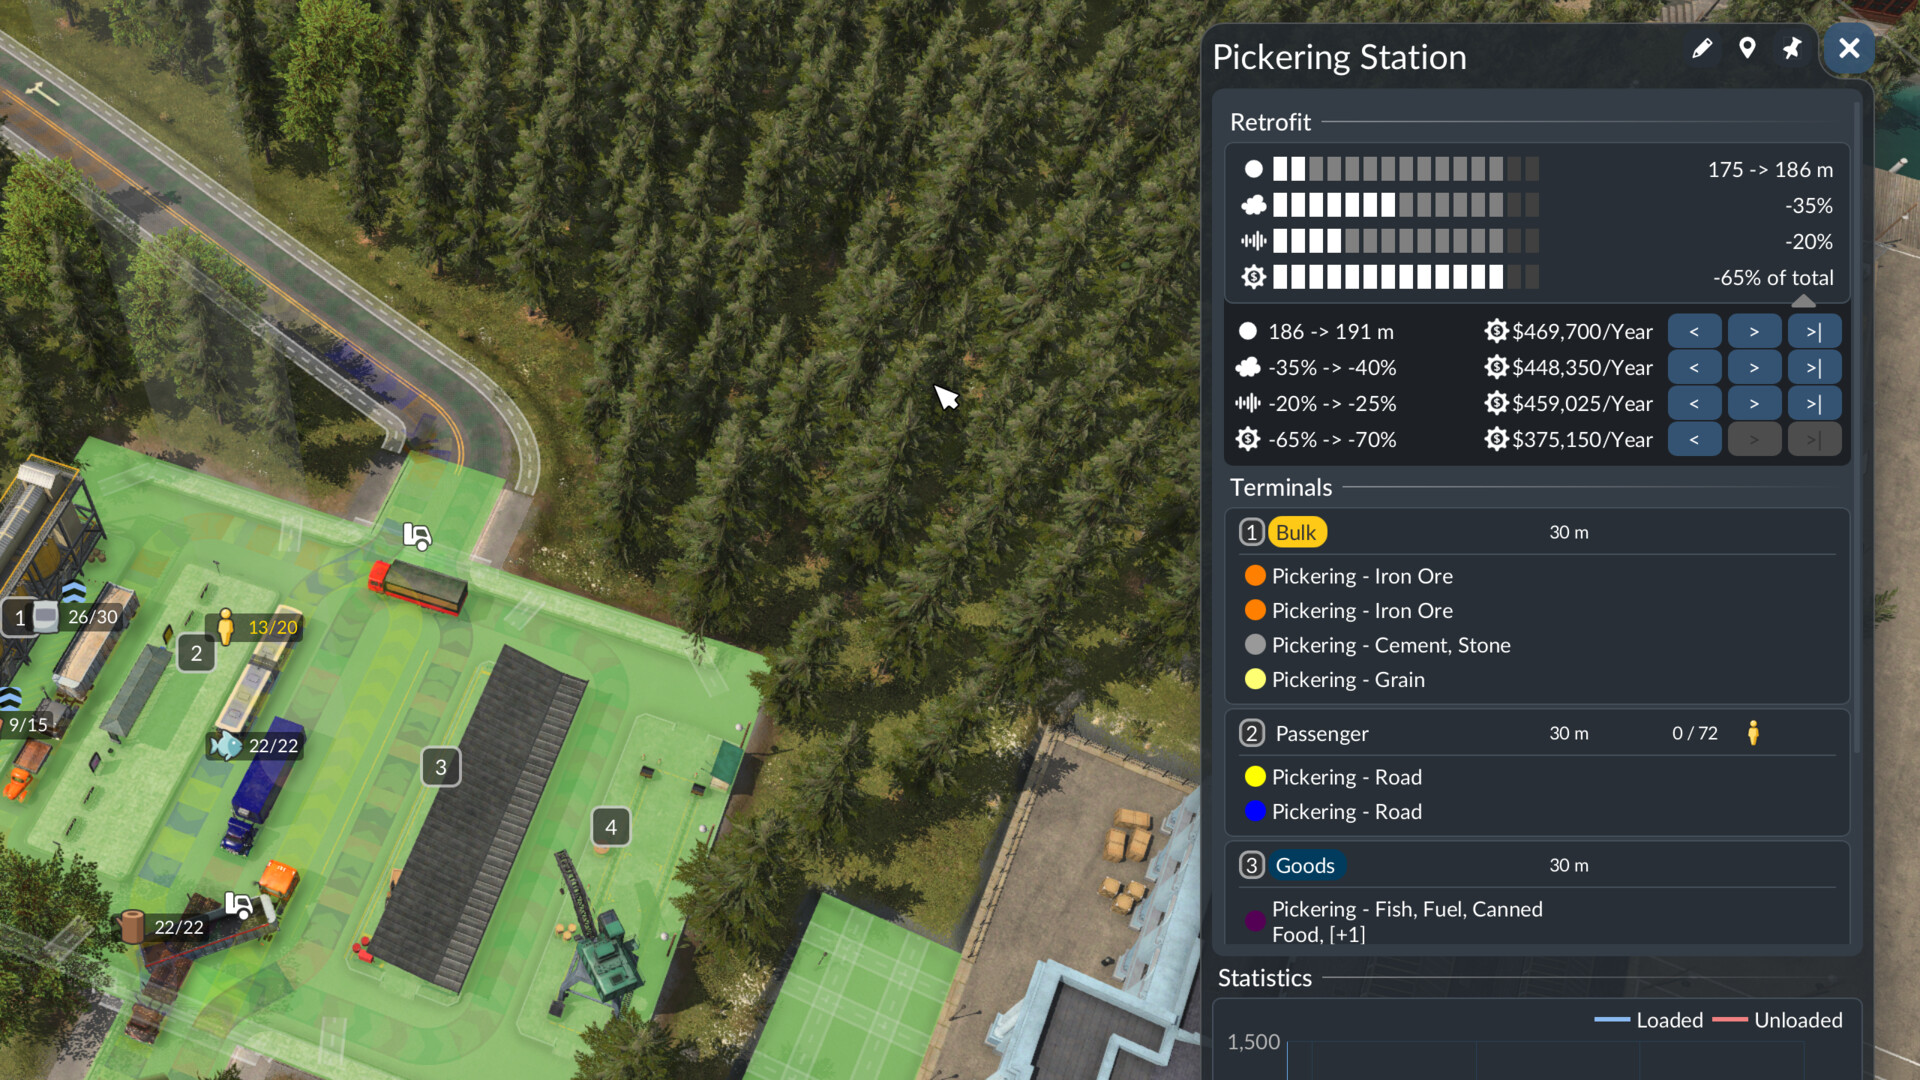 Pickering Station
Retrofit
175 -> 186 m
-35%
-20%
-65% of total
186 -> 191 m $469,700/Year < > >|
-35% -> -40% $448,350/Year < > >|
-20% -> -25% $459,025/Year < > >|
-65% -> -70% $375,150/Year < > >|
Terminals
1 Bulk 30 m
Pickering - Iron Ore
Pickering - Iron Ore
Pickering - Cement, Stone
Pickering - Grain
2 Passenger 30 m 0 / 72
Pickering - Road
Pickering - Road
3 Goods 30 m
Pickering - Fish, Fuel, Canned
Food, [+1]
Statistics
Loaded Unloaded
1,500
1 26/30
13/20
2
9/15
22/22
3
4
22/22